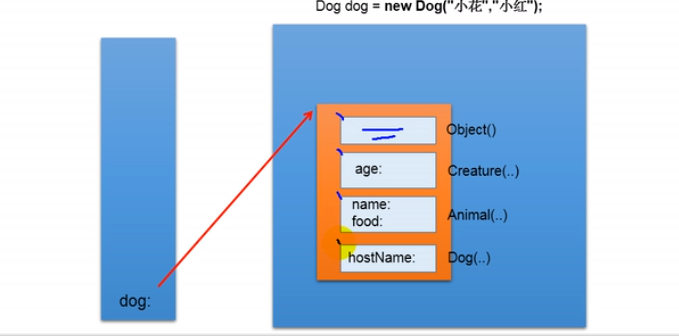 Dog dog = new Dog("小花","小红");
Object()
age:
Creature(..)
name:
food:
Animal(..)
hostName:
Dog(..)
dog: